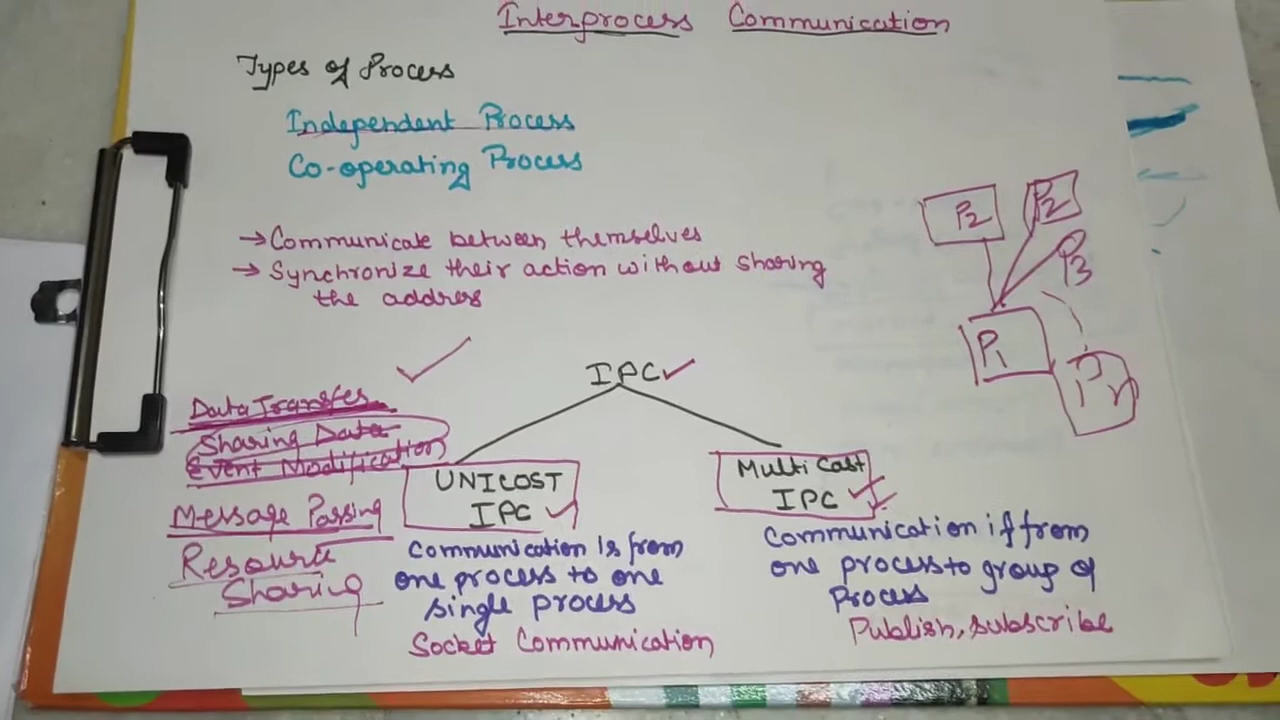 Interprocess Communication
Types of Process
Independent Process
Co-operating Process
→ Communicate between themselves
→ Synchronize their action without sharing
the address
P2
P2
P3
P1
Pn
IPC
Data Transfer
Sharing Data
Event Modification
Message Passing
Resource
Sharing
UNICOST
IPC
Communication is from
one process to one
single process
Socket Communication
Multi Cast
IPC
Communication if from
one process to group of
Process
Publish, subscribe